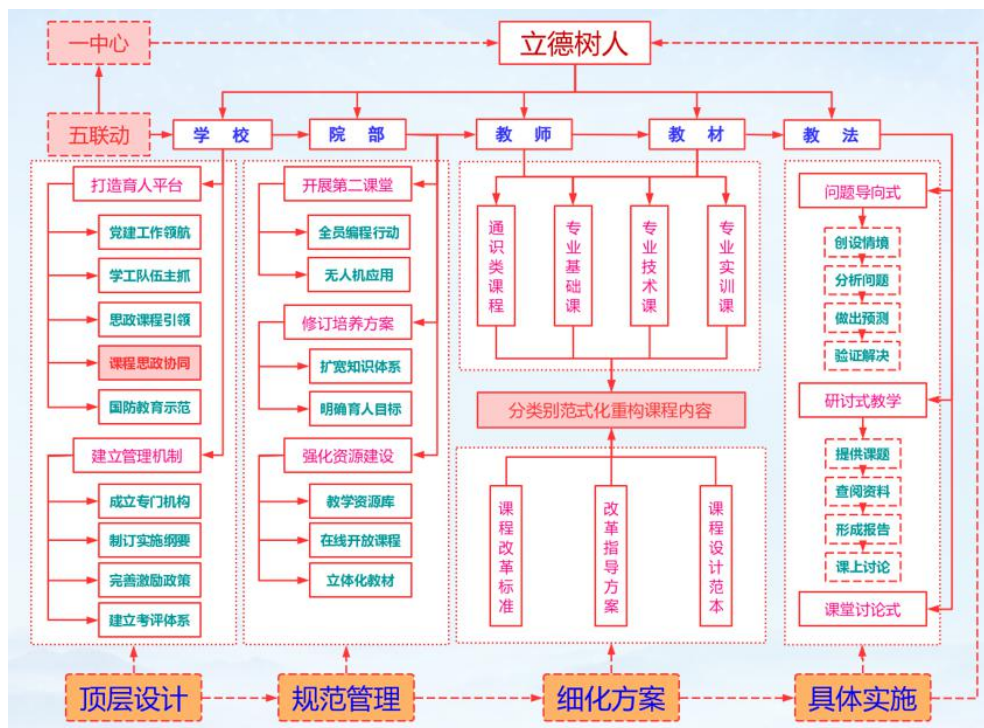 一中心
立德树人
五联动
学校
院部
教师
教材
教法
打造育人平台
党建工作领航
学工队伍主抓
思政课程引领
课程思政协同
国防教育示范
建立管理机制
成立专门机构
制订实施纲要
完善激励政策
建立考评体系
开展第二课堂
全员编程行动
无人机应用
修订培养方案
扩宽知识体系
明确育人目标
强化资源建设
教学资源库
在线开放课程
立体化教材
通识类课程
专业基础课
专业技术课
专业实训课
分类别范式化重构课程内容
课程改革标准
改革指导方案
课程设计范本
问题导向式
创设情境
分析问题
做出预测
验证解决
研讨式教学
提供课题
查阅资料
形成报告
课上讨论
课堂讨论式
顶层设计
规范管理
细化方案
具体实施